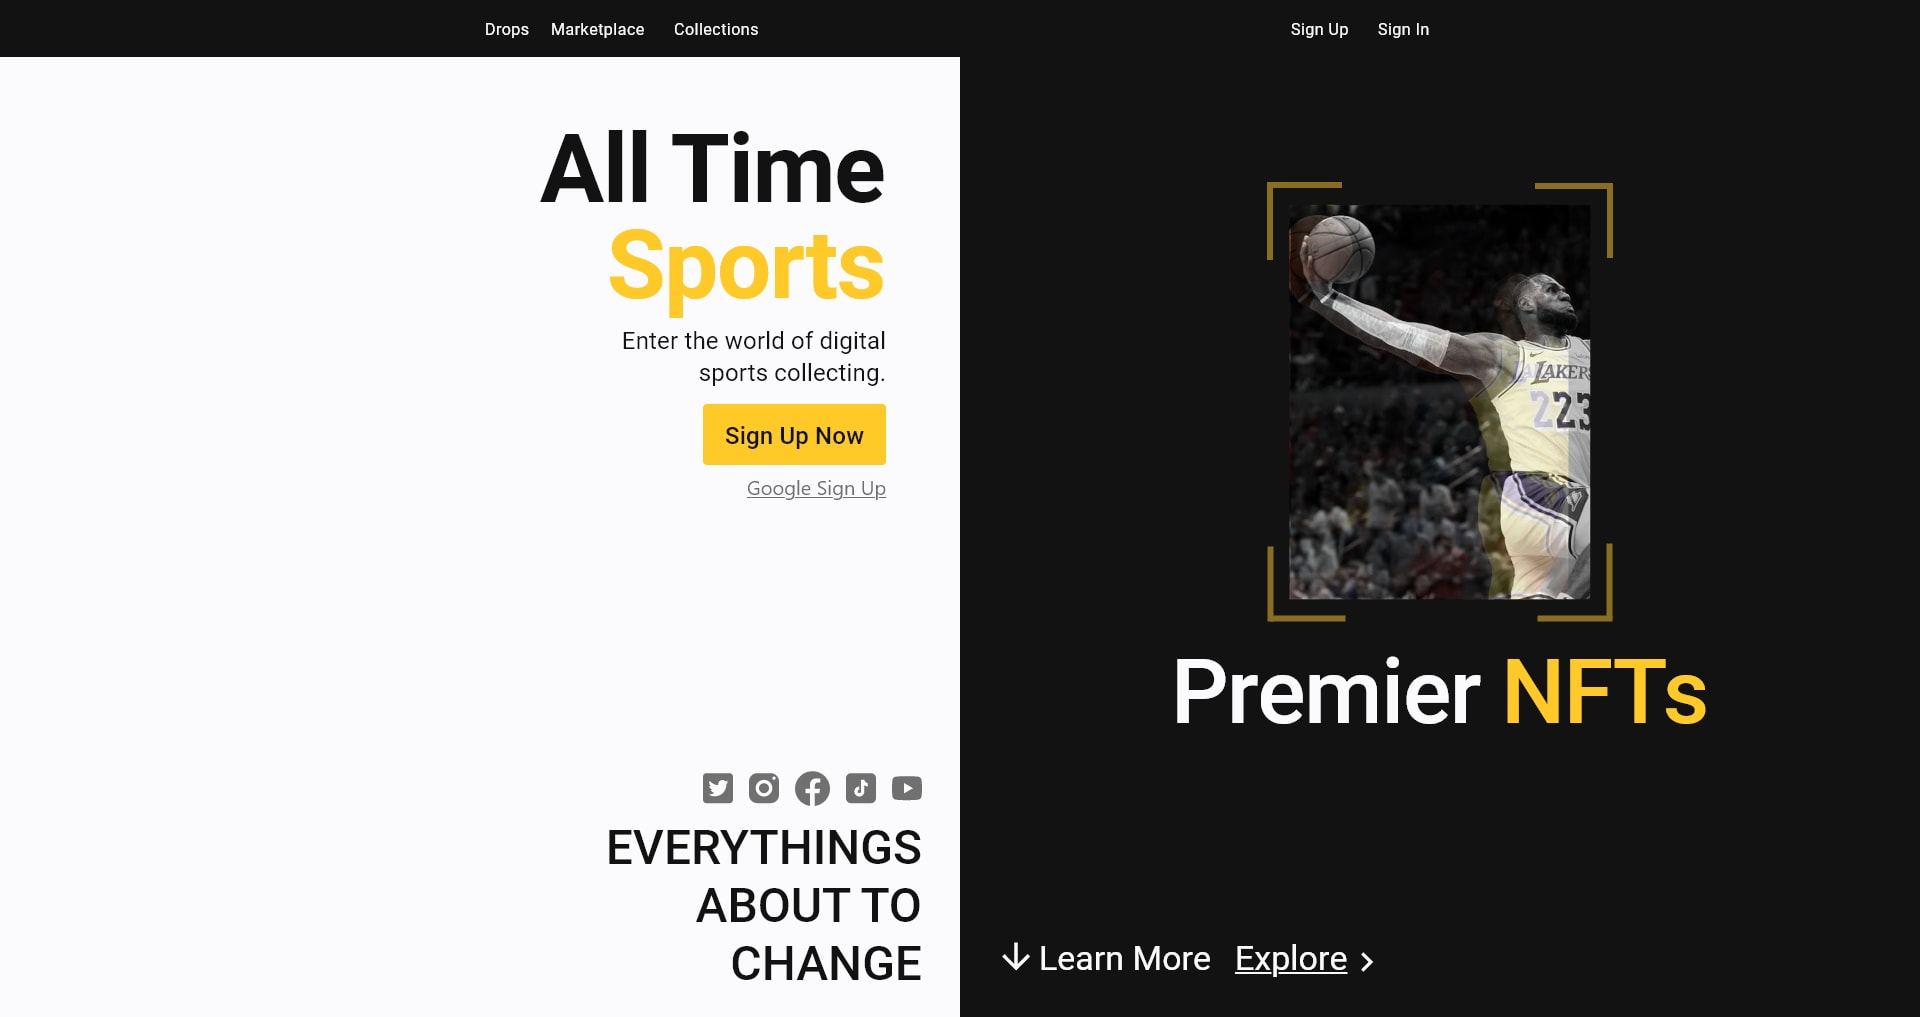 Drops Marketplace Collections Sign Up Sign In
All Time
Sports
Enter the world of digital
sports collecting.
Sign Up Now
Google Sign Up
EVERYTHINGS
ABOUT TO
CHANGE
LAKERS
223
Premier NFTs
Learn More Explore